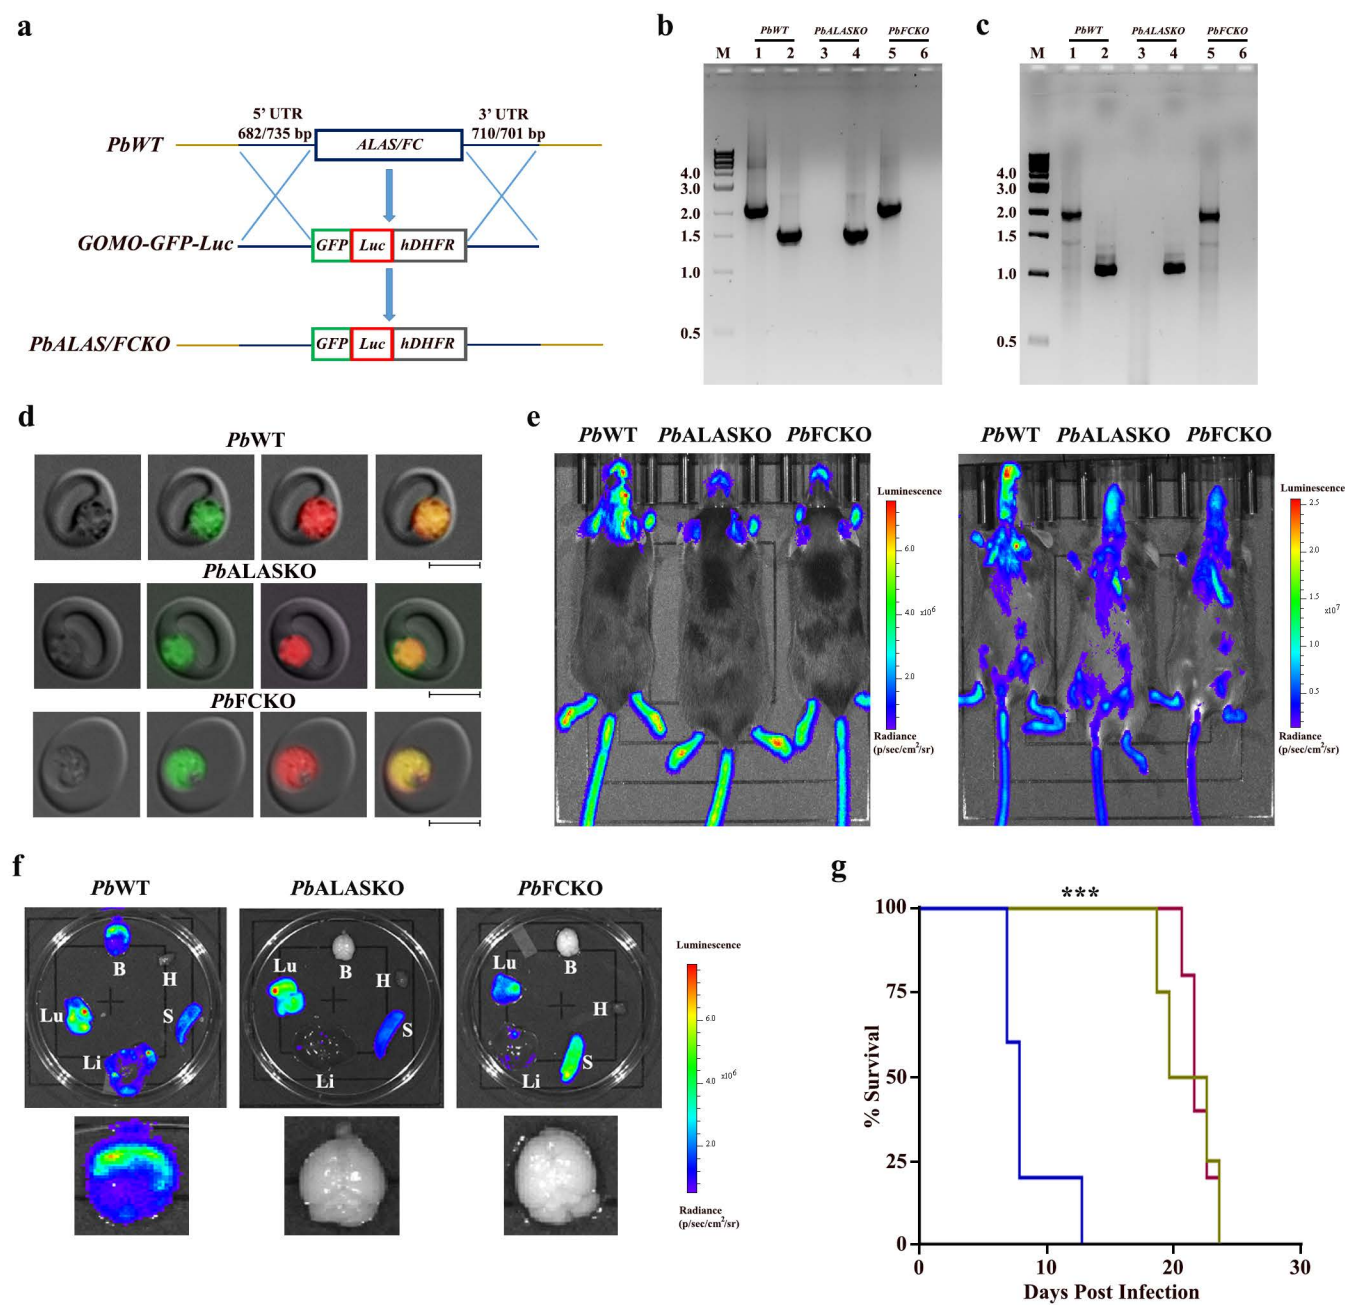 a
5’ UTR
3’ UTR
682/735 bp
710/701 bp
PbWT
ALAS/FC
GOMO-GFP-Luc
GFP
Luc
hDHFR
PbALAS/FCKO
GFP
Luc
hDHFR
b
PbWT
PbALASKO
PbFCKO
M
1
2
3
4
5
6
4.0
3.0
2.0
1.5
1.0
0.5
c
PbWT
PbALASKO
PbFCKO
M
1
2
3
4
5
6
4.0
3.0
2.0
1.5
1.0
0.5
d
PbWT
PbALASKO
PbFCKO
e
PbWT
PbALASKO
PbFCKO
Luminescence
6.0
4.0
x10⁶
2.0
Radiance
(p/sec/cm²/sr)
PbWT
PbALASKO
PbFCKO
Luminescence
2.5
2.0
1.5
x10⁷
1.0
0.5
Radiance
(p/sec/cm²/sr)
f
PbWT
PbALASKO
PbFCKO
B
H
Lu
S
Li
B
H
Lu
S
Li
B
H
Lu
S
Li
Luminescence
6.0
4.0
x10⁶
2.0
Radiance
(p/sec/cm²/sr)
g
***
100
75
50
25
0
% Survival
0
10
20
30
Days Post Infection